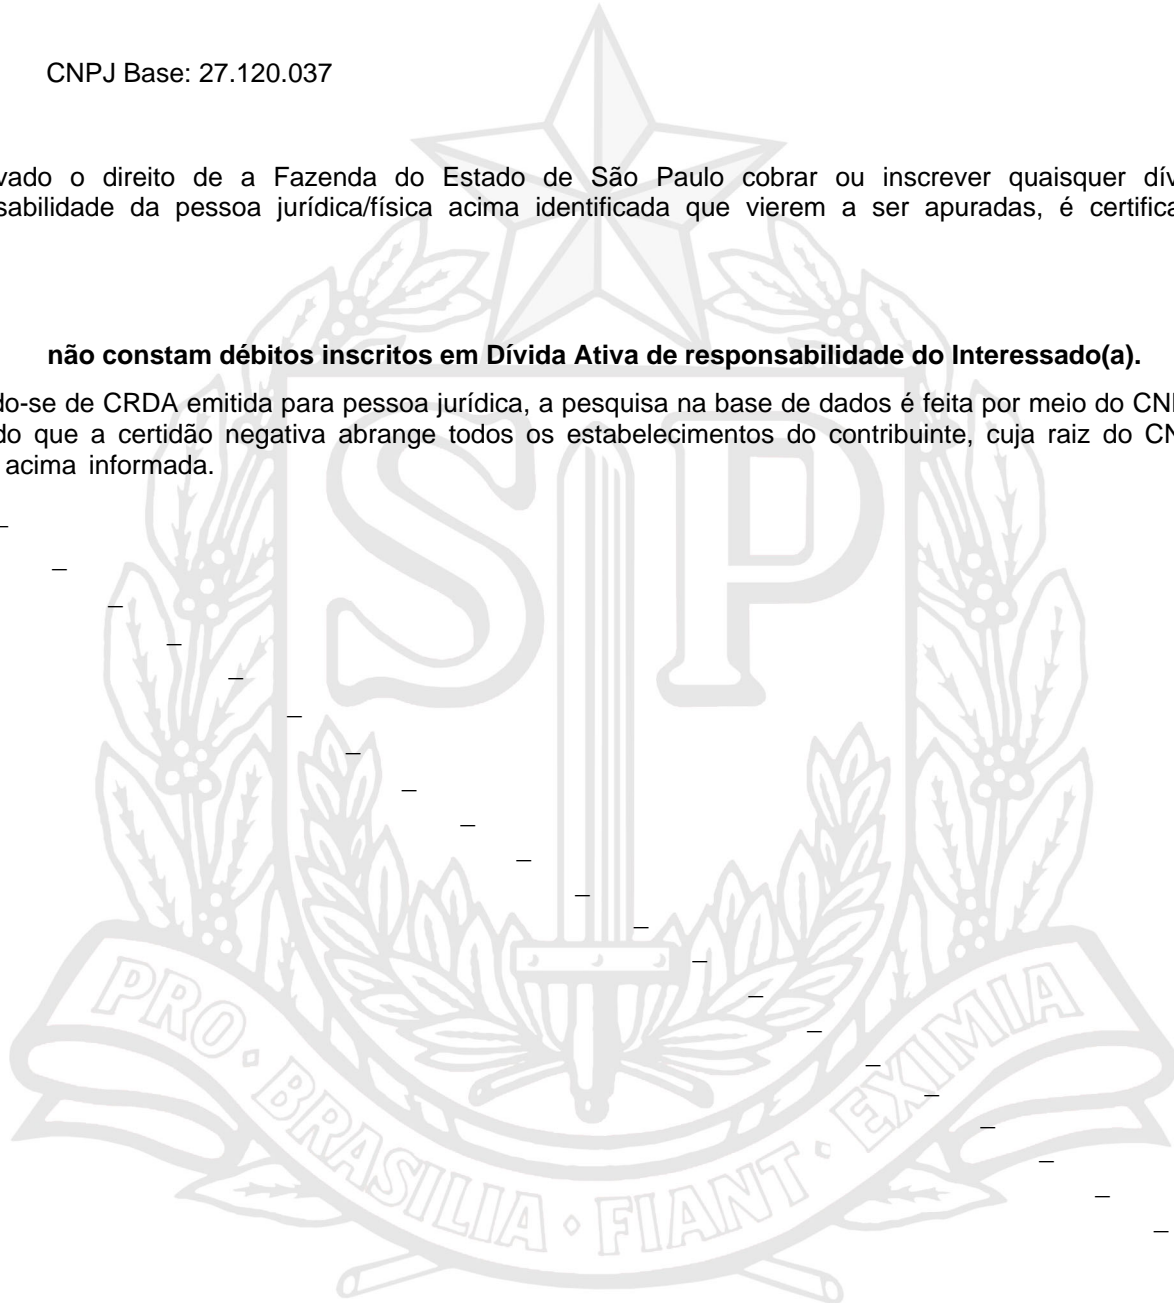 CNPJ Base: 27.120.037
vado o direito de a Fazenda do Estado de São Paulo cobrar ou inscrever quaisquer dív
sabilidade da pessoa jurídica/física acima identificada que vierem a ser apuradas, é certifica
não constam débitos inscritos em Dívida Ativa de responsabilidade do Interessado(a).
do-se de CRDA emitida para pessoa jurídica, a pesquisa na base de dados é feita por meio do CN
do que a certidão negativa abrange todos os estabelecimentos do contribuinte, cuja raiz do CN
acima informada.
SP
PRO · BRASILIA · FIANT · EXIMIA